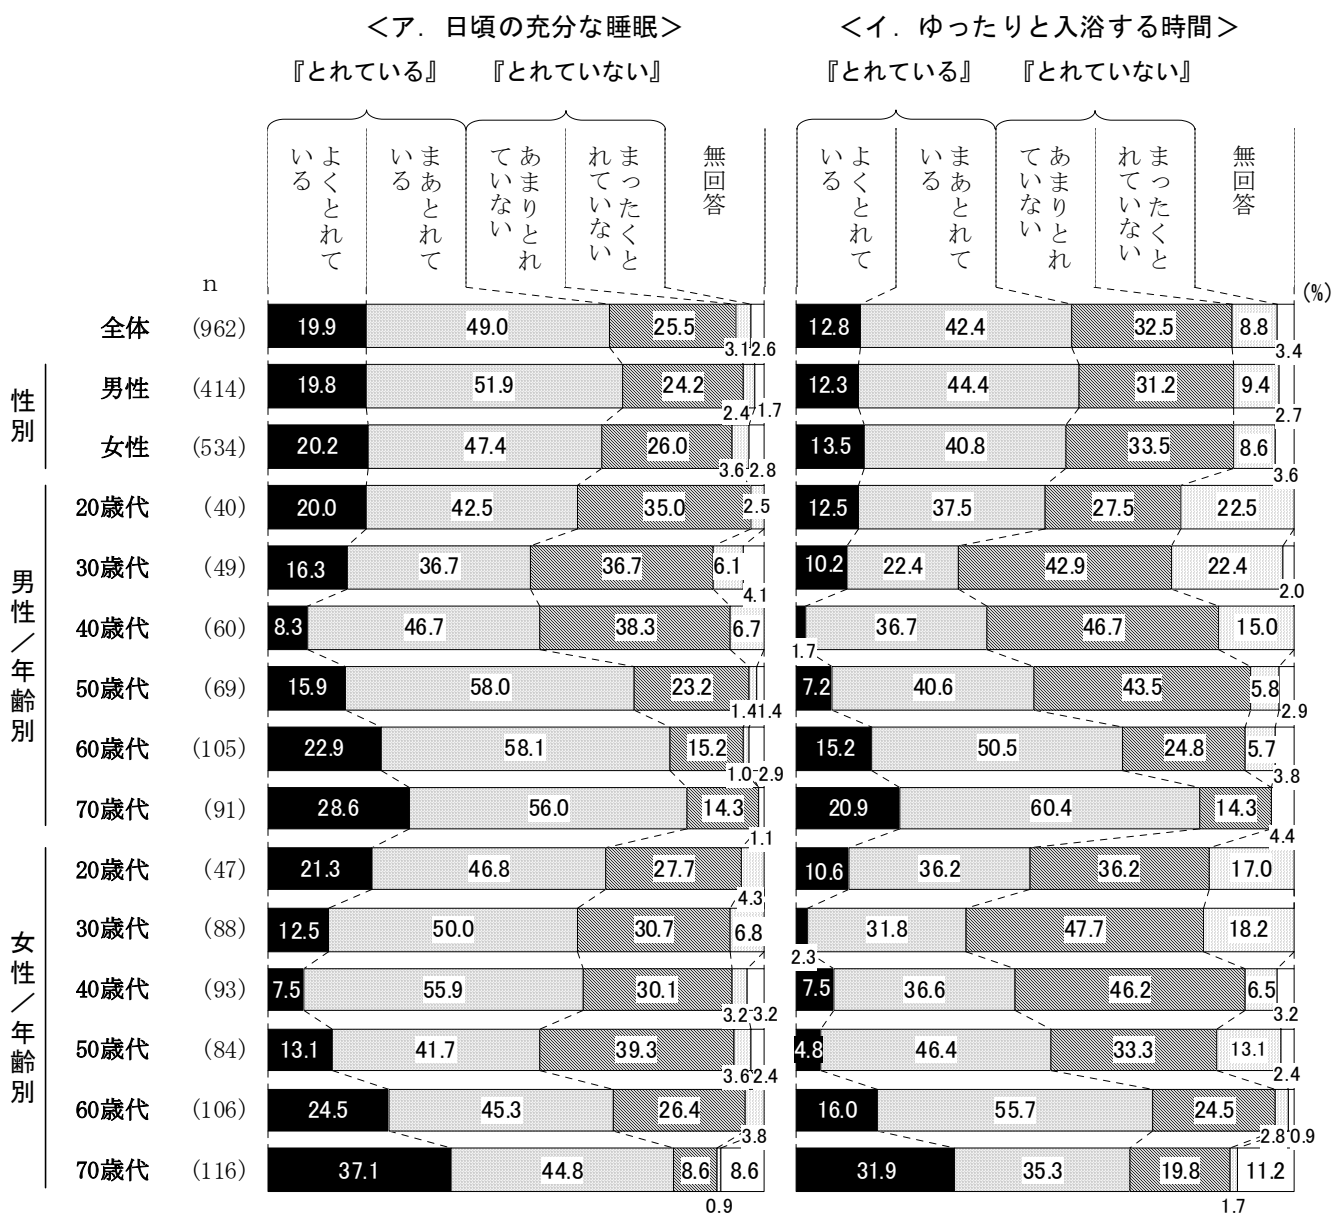 ＜ア．日頃の充分な睡眠＞
＜イ．ゆったりと入浴する時間＞
『とれている』 『とれていない』
『とれている』 『とれていない』
よくとれて
いる
まあとれて
いる
あまりとれ
ていない
まったくと
れていない
無回答
よくとれて
いる
まあとれて
いる
あまりとれ
ていない
まったくと
れていない
無回答
n
(%)
全体 (962) 19.9 49.0 25.5 3.1 2.6 12.8 42.4 32.5 8.8 3.4
性別
男性 (414) 19.8 51.9 24.2 2.4 1.7 12.3 44.4 31.2 9.4 2.7
女性 (534) 20.2 47.4 26.0 3.6 2.8 13.5 40.8 33.5 8.6 3.6
男性／年齢別
20歳代 (40) 20.0 42.5 35.0 2.5 12.5 37.5 27.5 22.5
30歳代 (49) 16.3 36.7 36.7 6.1 4.1 10.2 22.4 42.9 22.4 2.0
40歳代 (60) 8.3 46.7 38.3 6.7 1.7 36.7 46.7 15.0
50歳代 (69) 15.9 58.0 23.2 1.4 1.4 7.2 40.6 43.5 5.8 2.9
60歳代 (105) 22.9 58.1 15.2 1.0 2.9 15.2 50.5 24.8 5.7 3.8
70歳代 (91) 28.6 56.0 14.3 1.1 20.9 60.4 14.3 4.4
女性／年齢別
20歳代 (47) 21.3 46.8 27.7 4.3 10.6 36.2 36.2 17.0
30歳代 (88) 12.5 50.0 30.7 6.8 2.3 31.8 47.7 18.2
40歳代 (93) 7.5 55.9 30.1 3.2 3.2 7.5 36.6 46.2 6.5 3.2
50歳代 (84) 13.1 41.7 39.3 3.6 2.4 4.8 46.4 33.3 13.1 2.4
60歳代 (106) 24.5 45.3 26.4 3.8 16.0 55.7 24.5 2.8 0.9
70歳代 (116) 37.1 44.8 8.6 0.9 8.6 31.9 35.3 19.8 1.7 11.2